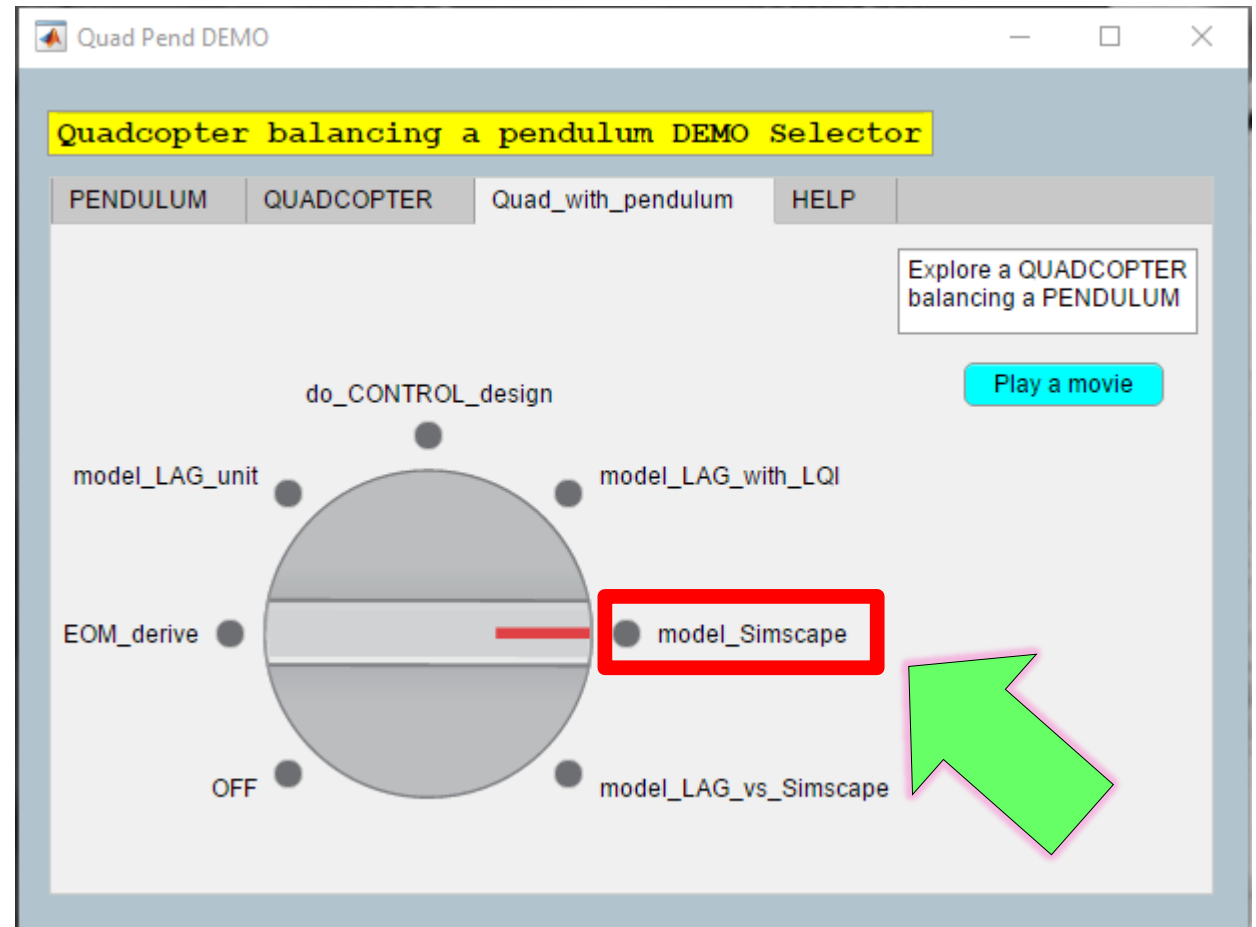 Quad Pend DEMO
Quadcopter balancing a pendulum DEMO Selector
PENDULUM QUADCOPTER Quad_with_pendulum HELP
Explore a QUADCOPTER
balancing a PENDULUM
Play a movie
do_CONTROL_design
model_LAG_unit
model_LAG_with_LQI
EOM_derive
model_Simscape
OFF
model_LAG_vs_Simscape